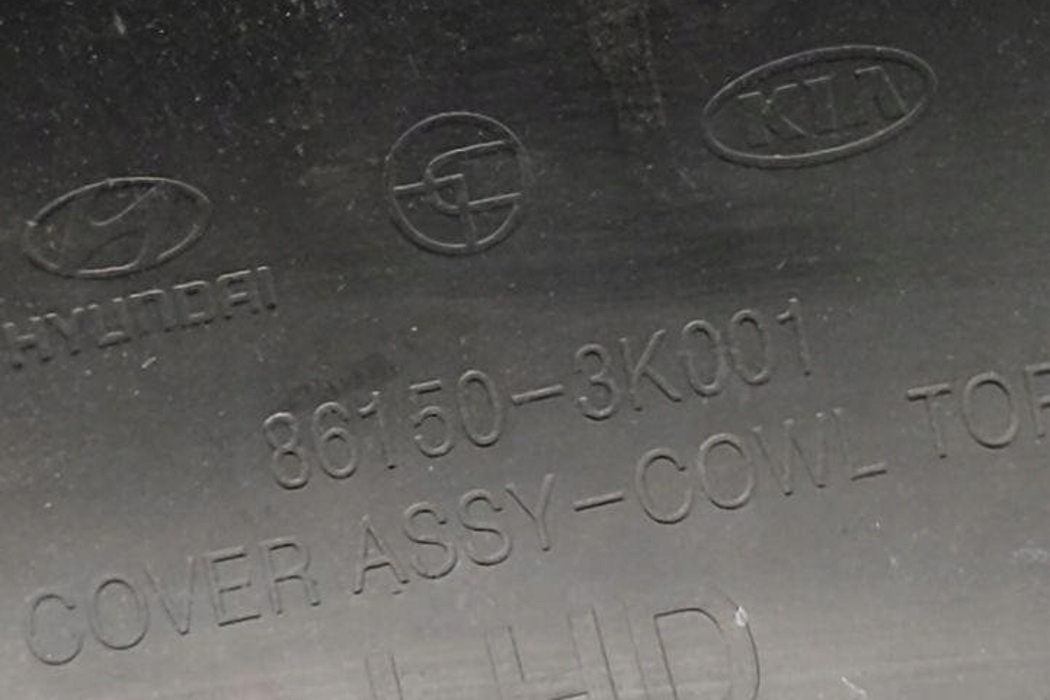 KIA
HYUNDAI
86150-3K001
COVER ASSY-COWL TOP
LHD